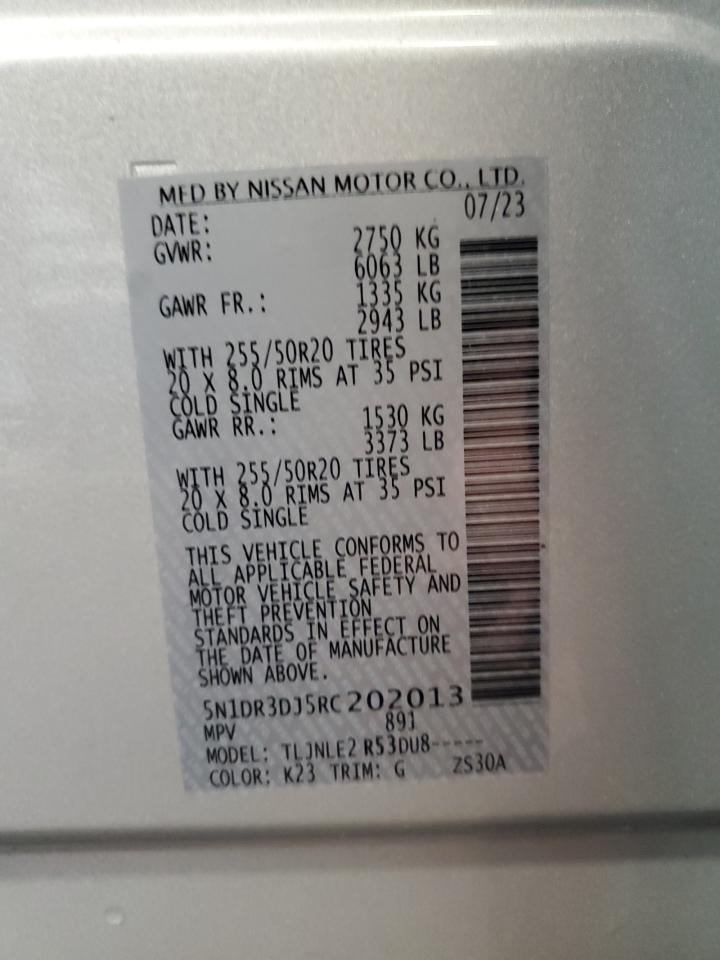 MFD BY NISSAN MOTOR CO., LTD.
DATE: 07/23
GVWR: 2750 KG
6063 LB
GAWR FR.: 1335 KG
2943 LB
WITH 255/50R20 TIRES
20 X 8.0 RIMS AT 35 PSI
COLD SINGLE
GAWR RR.: 1530 KG
3373 LB
WITH 255/50R20 TIRES
20 X 8.0 RIMS AT 35 PSI
COLD SINGLE
THIS VEHICLE CONFORMS TO
ALL APPLICABLE FEDERAL
MOTOR VEHICLE SAFETY AND
THEFT PREVENTION
STANDARDS IN EFFECT ON
THE DATE OF MANUFACTURE
SHOWN ABOVE.
5N1DR3DJ5RC202013
MPV 891
MODEL: TLJNLE2 R53DU8-----
COLOR: K23 TRIM: G ZS30A